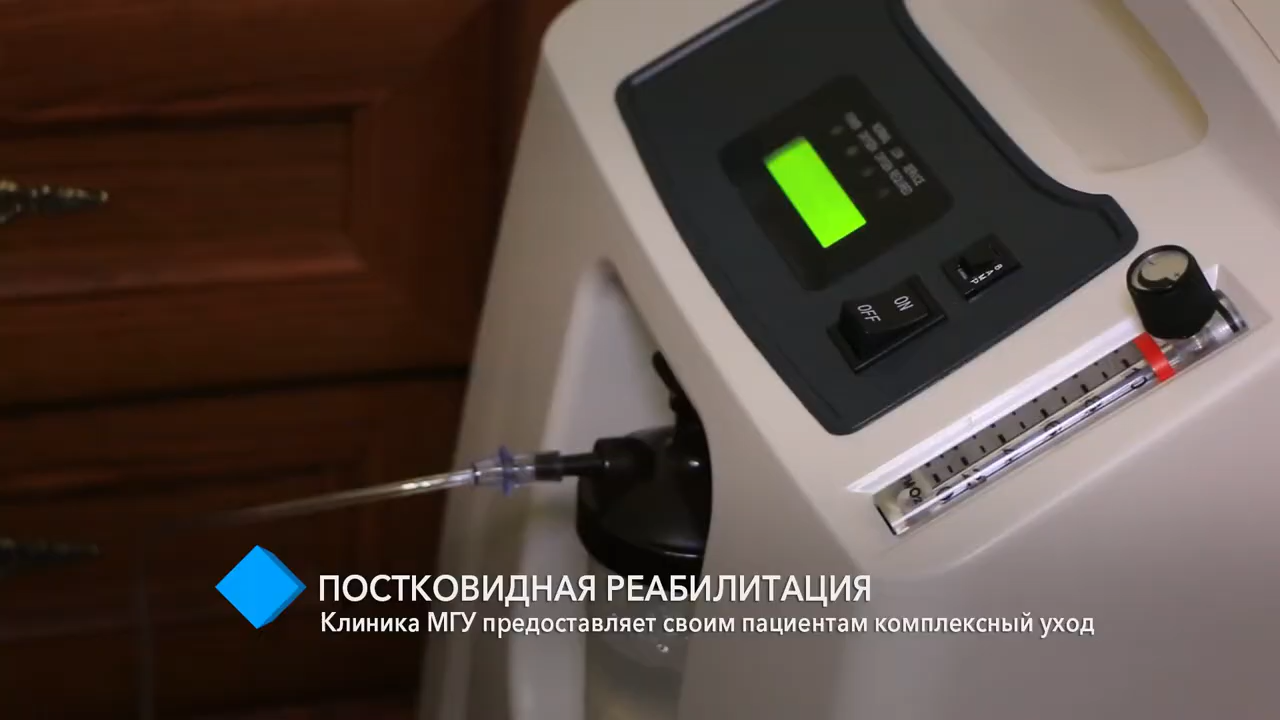 ON
OFF
ПОСТКОВИДНАЯ РЕАБИЛИТАЦИЯ
Клиника МГУ предоставляет своим пациентам комплексный уход